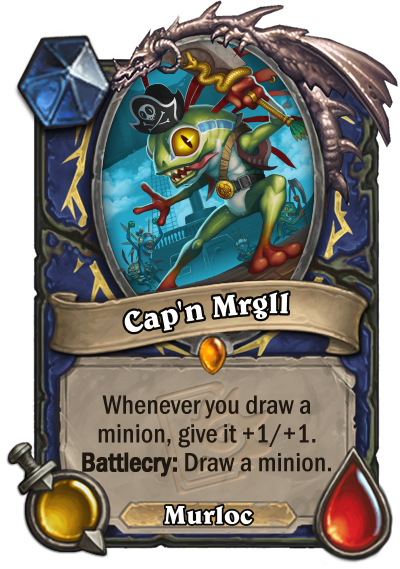 Cap'n Mrgll
Whenever you draw a
minion, give it +1/+1.
Battlecry: Draw a minion.
Murloc